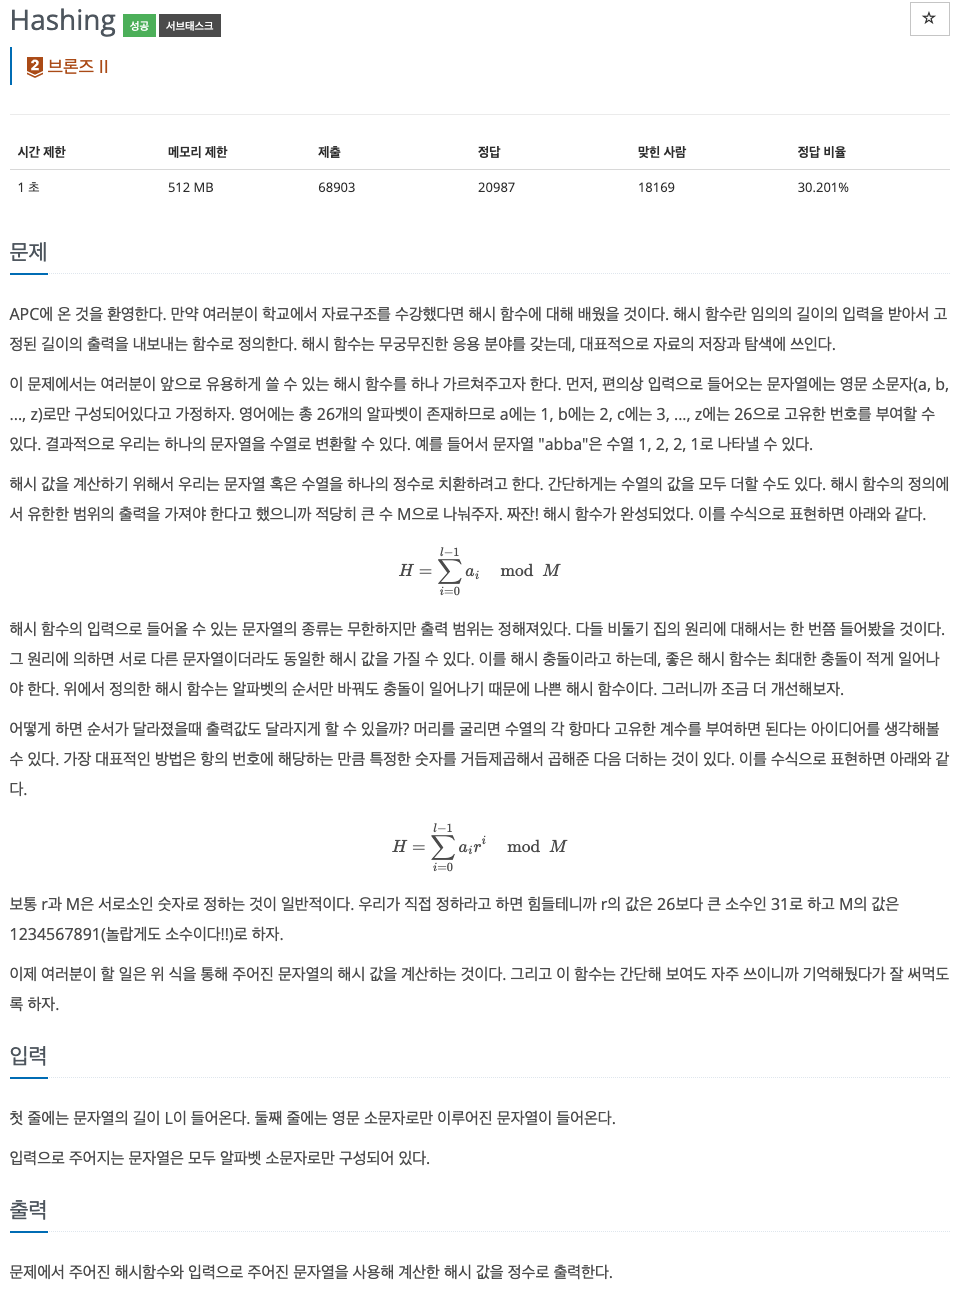 Hashing 성공 서브태스크
☆
2 브론즈 II
시간 제한 메모리 제한 제출 정답 맞힌 사람 정답 비율
1 초 512 MB 68903 20987 18169 30.201%
문제
APC에 온 것을 환영한다. 만약 여러분이 학교에서 자료구조를 수강했다면 해시 함수에 대해 배웠을 것이다. 해시 함수란 임의의 길이의 입력을 받아서 고
정된 길이의 출력을 내보내는 함수로 정의한다. 해시 함수는 무궁무진한 응용 분야를 갖는데, 대표적으로 자료의 저장과 탐색에 쓰인다.
이 문제에서는 여러분이 앞으로 유용하게 쓸 수 있는 해시 함수를 하나 가르쳐주고자 한다. 먼저, 편의상 입력으로 들어오는 문자열에는 영문 소문자(a, b,
..., z)로만 구성되어있다고 가정하자. 영어에는 총 26개의 알파벳이 존재하므로 a에는 1, b에는 2, c에는 3, ..., z에는 26으로 고유한 번호를 부여할 수
있다. 결과적으로 우리는 하나의 문자열을 수열로 변환할 수 있다. 예를 들어서 문자열 "abba"은 수열 1, 2, 2, 1로 나타낼 수 있다.
해시 값을 계산하기 위해서 우리는 문자열 혹은 수열을 하나의 정수로 치환하려고 한다. 간단하게는 수열의 값을 모두 더할 수도 있다. 해시 함수의 정의에
서 유한한 범위의 출력을 가져야 한다고 했으니까 적당히 큰 수 M으로 나눠주자. 짜잔! 해시 함수가 완성되었다. 이를 수식으로 표현하면 아래와 같다.
H = ∑_{i=0}^{l−1} a_i mod M
해시 함수의 입력으로 들어올 수 있는 문자열의 종류는 무한하지만 출력 범위는 정해져있다. 다들 비둘기 집의 원리에 대해서는 한 번쯤 들어봤을 것이다.
그 원리에 의하면 서로 다른 문자열이더라도 동일한 해시 값을 가질 수 있다. 이를 해시 충돌이라고 하는데, 좋은 해시 함수는 최대한 충돌이 적게 일어나
야 한다. 위에서 정의한 해시 함수는 알파벳의 순서만 바꿔도 충돌이 일어나기 때문에 나쁜 해시 함수이다. 그러니까 조금 더 개선해보자.
어떻게 하면 순서가 달라졌을때 출력값도 달라지게 할 수 있을까? 머리를 굴리면 수열의 각 항마다 고유한 계수를 부여하면 된다는 아이디어를 생각해볼
수 있다. 가장 대표적인 방법은 항의 번호에 해당하는 만큼 특정한 숫자를 거듭제곱해서 곱해준 다음 더하는 것이 있다. 이를 수식으로 표현하면 아래와 같
다.
H = ∑_{i=0}^{l−1} a_i r^i mod M
보통 r과 M은 서로소인 숫자로 정하는 것이 일반적이다. 우리가 직접 정하라고 하면 힘들테니까 r의 값은 26보다 큰 소수인 31로 하고 M의 값은
1234567891(놀랍게도 소수이다!!)로 하자.
이제 여러분이 할 일은 위 식을 통해 주어진 문자열의 해시 값을 계산하는 것이다. 그리고 이 함수는 간단해 보여도 자주 쓰이니까 기억해뒀다가 잘 써먹도
록 하자.
입력
첫 줄에는 문자열의 길이 L이 들어온다. 둘째 줄에는 영문 소문자로만 이루어진 문자열이 들어온다.
입력으로 주어지는 문자열은 모두 알파벳 소문자로만 구성되어 있다.
출력
문제에서 주어진 해시함수와 입력으로 주어진 문자열을 사용해 계산한 해시 값을 정수로 출력한다.